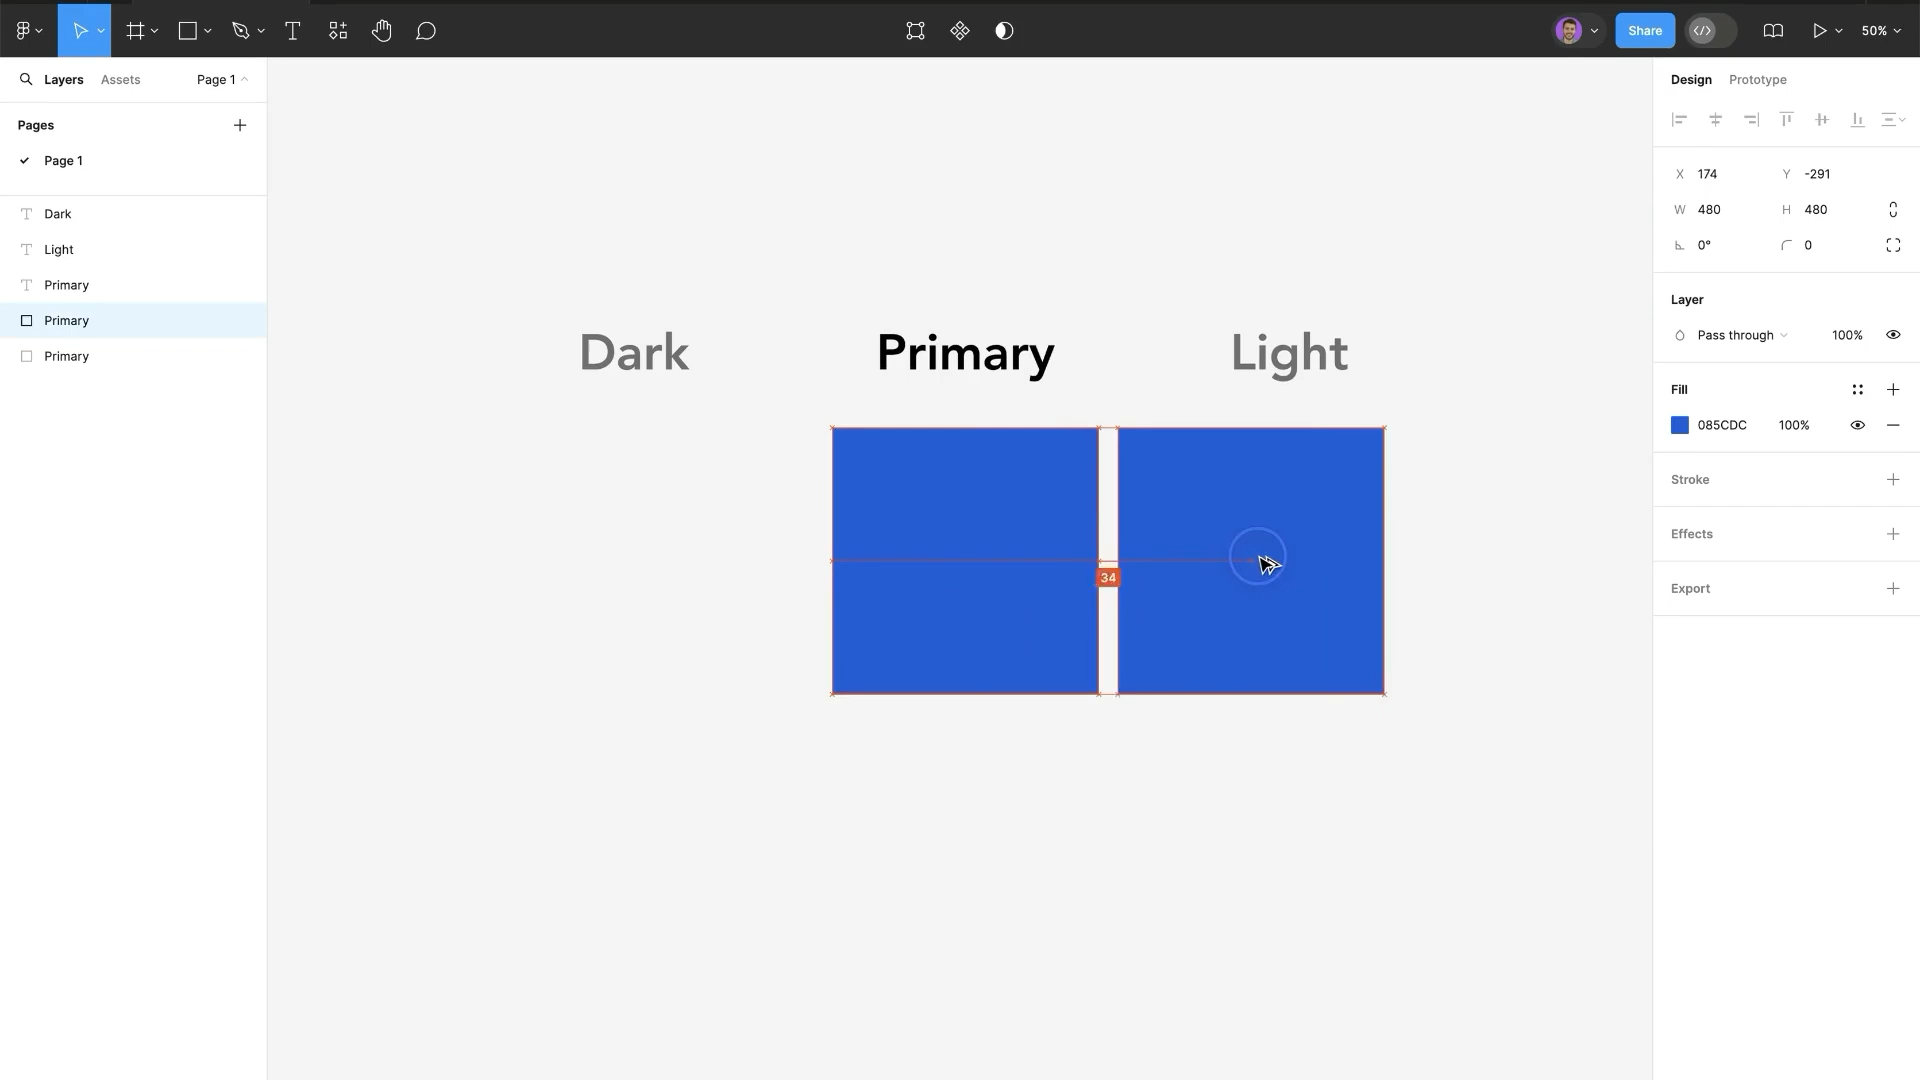 Share
50%
Layers
Assets
Page 1
Pages
Page 1
Dark
Light
Primary
Primary
Primary
Dark
Primary
Light
34
Design
Prototype
X 174 Y -291
W 480 H 480
0° 0
Layer
Pass through 100%
Fill
085CDC 100%
Stroke
Effects
Export